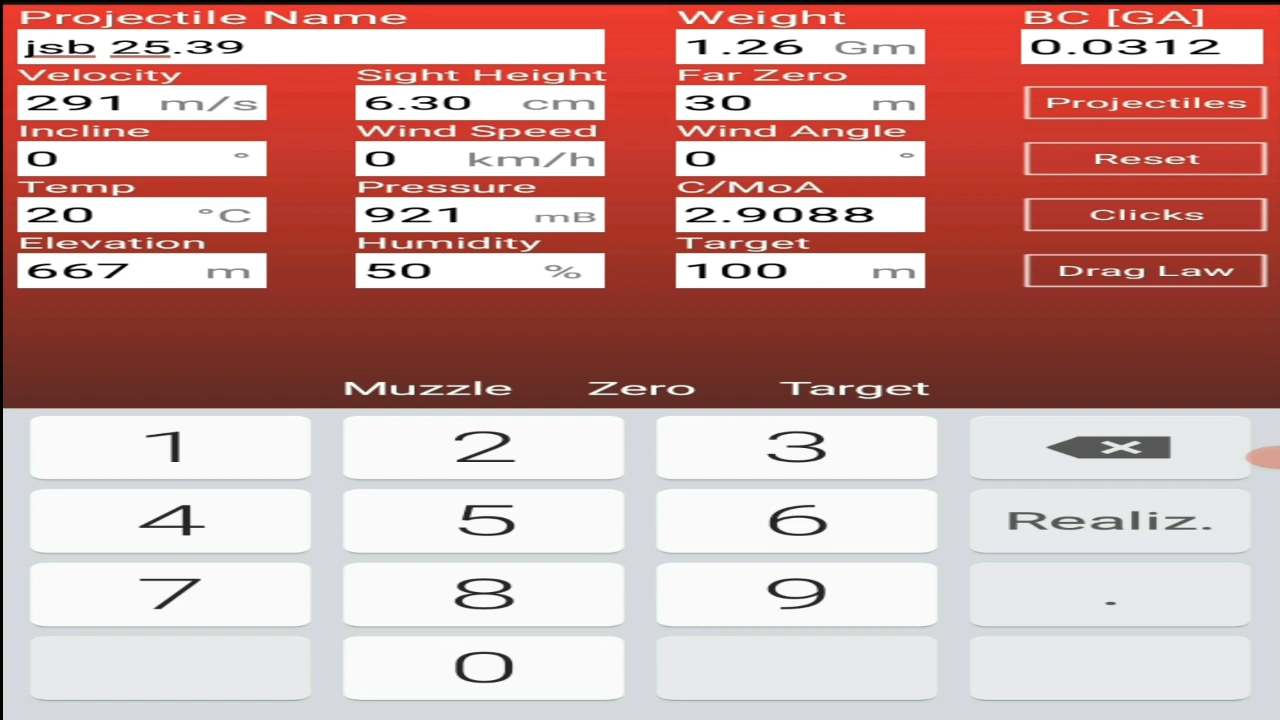 Projectile Name Weight BC [GA]
jsb 25.39 1.26 Gm 0.0312
Velocity Sight Height Far Zero
291 m/s 6.30 cm 30 m Projectiles
Incline Wind Speed Wind Angle
0 ° 0 km/h 0 ° Reset
Temp Pressure C/MoA
20 °C 921 mB 2.9088 Clicks
Elevation Humidity Target
667 m 50 % 100 m Drag Law
Muzzle Zero Target
1 2 3
4 5 6 Realiz.
7 8 9 .
0